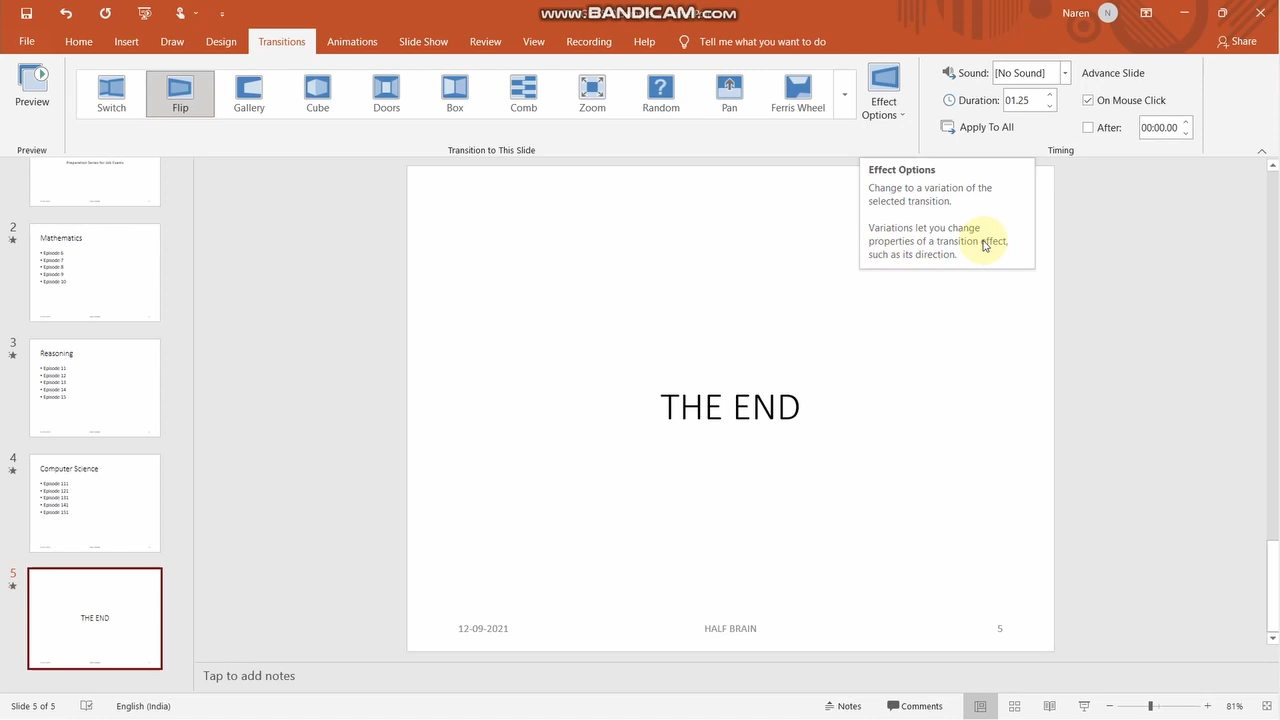 www.BANDICAM.com
Naren N
File Home Insert Draw Design Transitions Animations Slide Show Review View Recording Help Tell me what you want to do Share
Preview
Switch Flip Gallery Cube Doors Box Comb Zoom Random Pan Ferris Wheel
Effect
Options
Sound: [No Sound]
Duration: 01.25
Apply To All
Advance Slide
On Mouse Click
After: 00:00.00
Preview Transition to This Slide Timing
Effect Options
Change to a variation of the
selected transition.
Variations let you change
properties of a transition effect,
such as its direction.
Preparation Series for Job Exams
2
Mathematics
• Episode 6
• Episode 7
• Episode 8
• Episode 9
• Episode 10
3
Reasoning
• Episode 11
• Episode 12
• Episode 13
• Episode 14
• Episode 15
4
Computer Science
• Episode 111
• Episode 121
• Episode 131
• Episode 141
• Episode 151
5
THE END
THE END
12-09-2021 HALF BRAIN 5
Tap to add notes
Slide 5 of 5 English (India) Notes Comments 81%